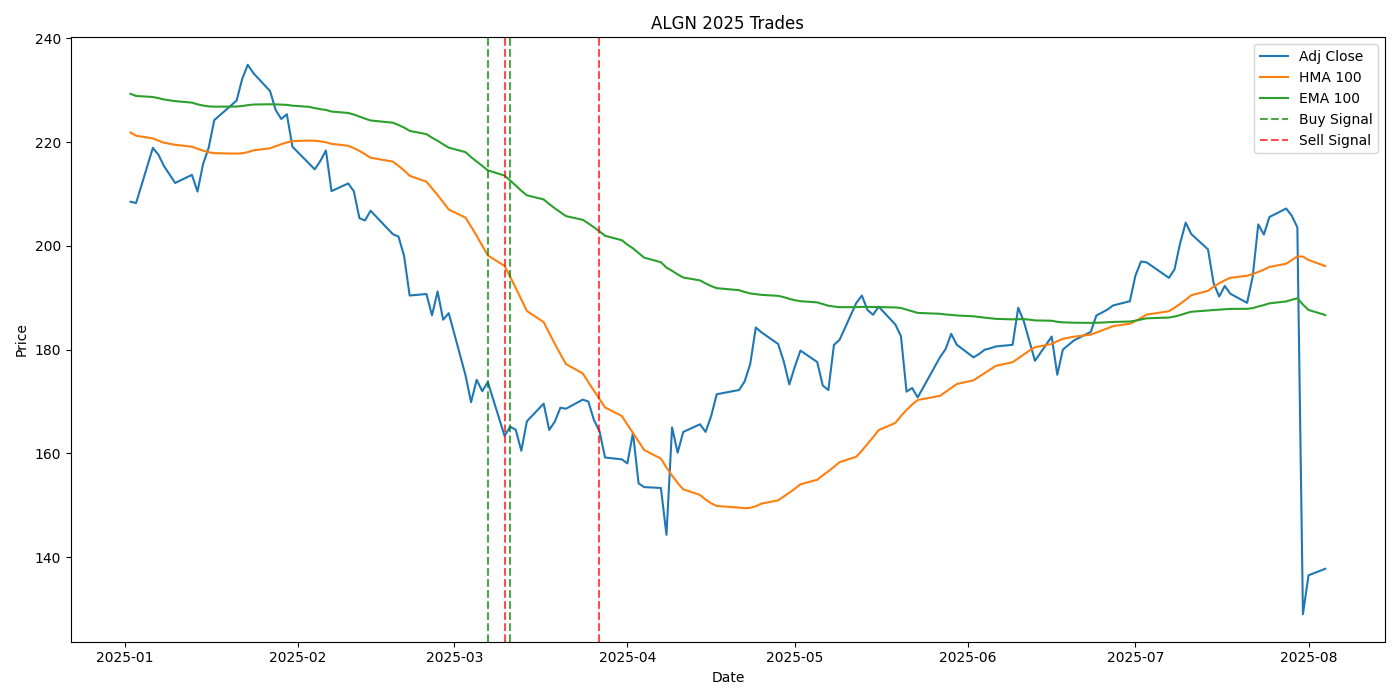 ALGN 2025 Trades
Adj Close
HMA 100
EMA 100
Buy Signal
Sell Signal
Price
240
220
200
180
160
140
2025-01 2025-02 2025-03 2025-04 2025-05 2025-06 2025-07 2025-08
Date